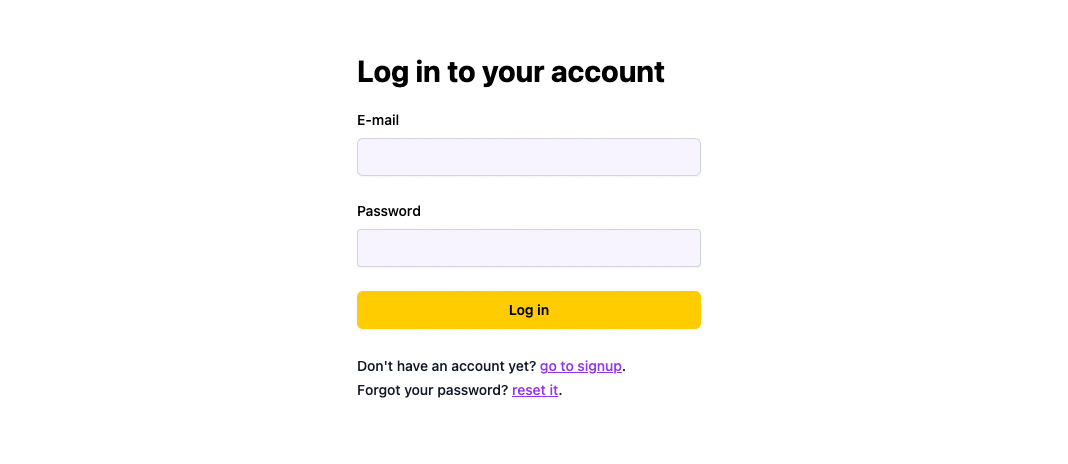 Log in to your account
E-mail
Password
Log in
Don't have an account yet? go to signup.
Forgot your password? reset it.